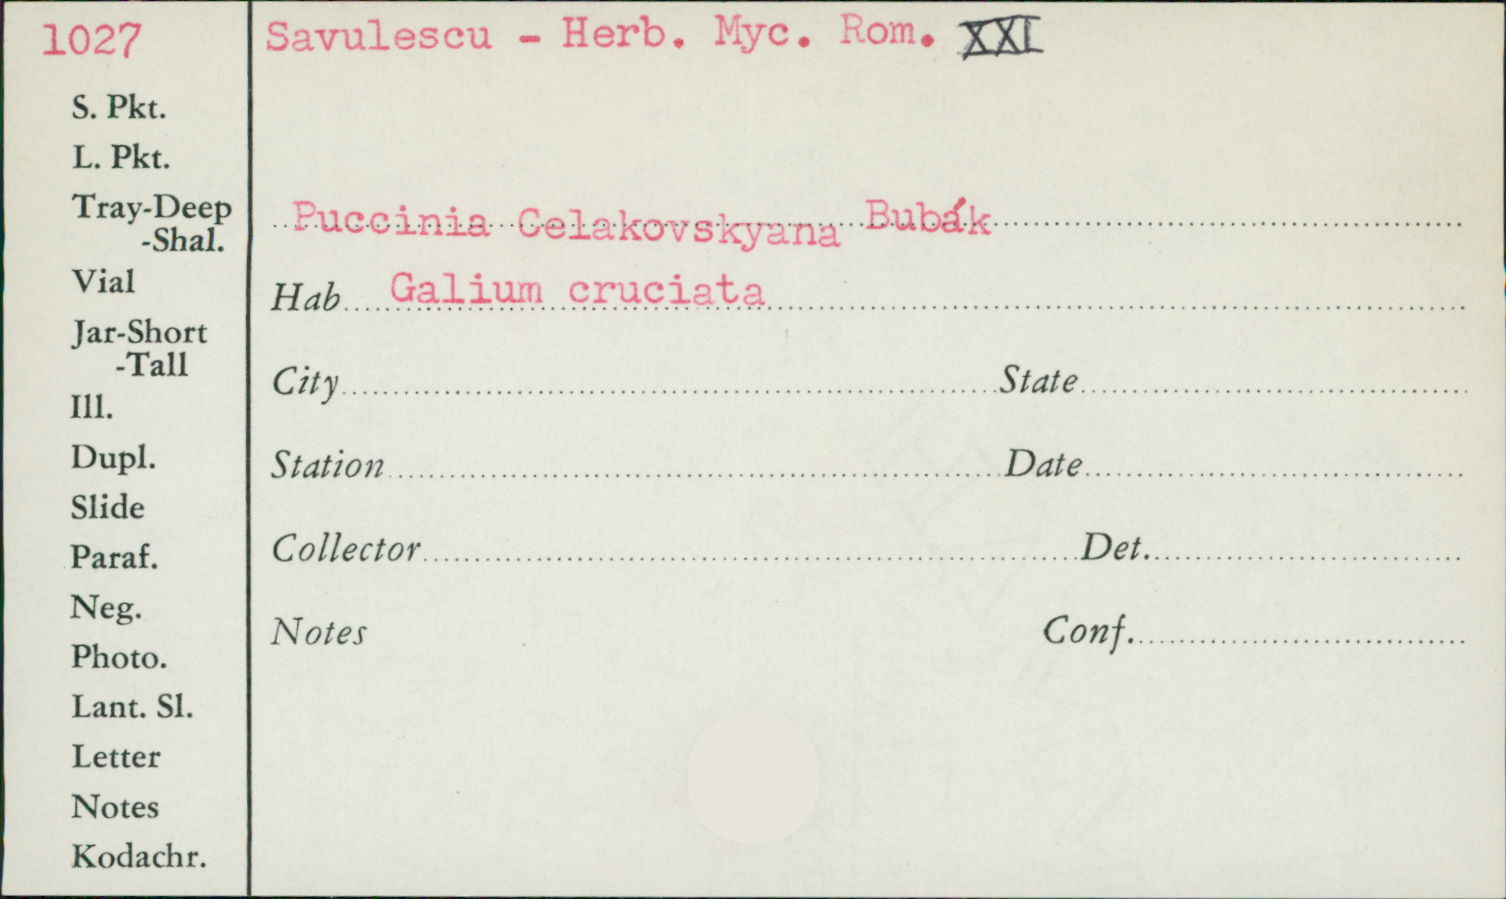 1027
Savulescu - Herb. Myc. Rom. XXI
S. Pkt.
L. Pkt.
Tray-Deep
-Shal.
Vial
Jar-Short
-Tall
Ill.
Dupl.
Slide
Paraf.
Neg.
Photo.
Lant. Sl.
Letter
Notes
Kodachr.
Puccinia Celakovskyana Bubák
Hab Galium cruciata
City State
Station Date
Collector Det.
Notes Conf.